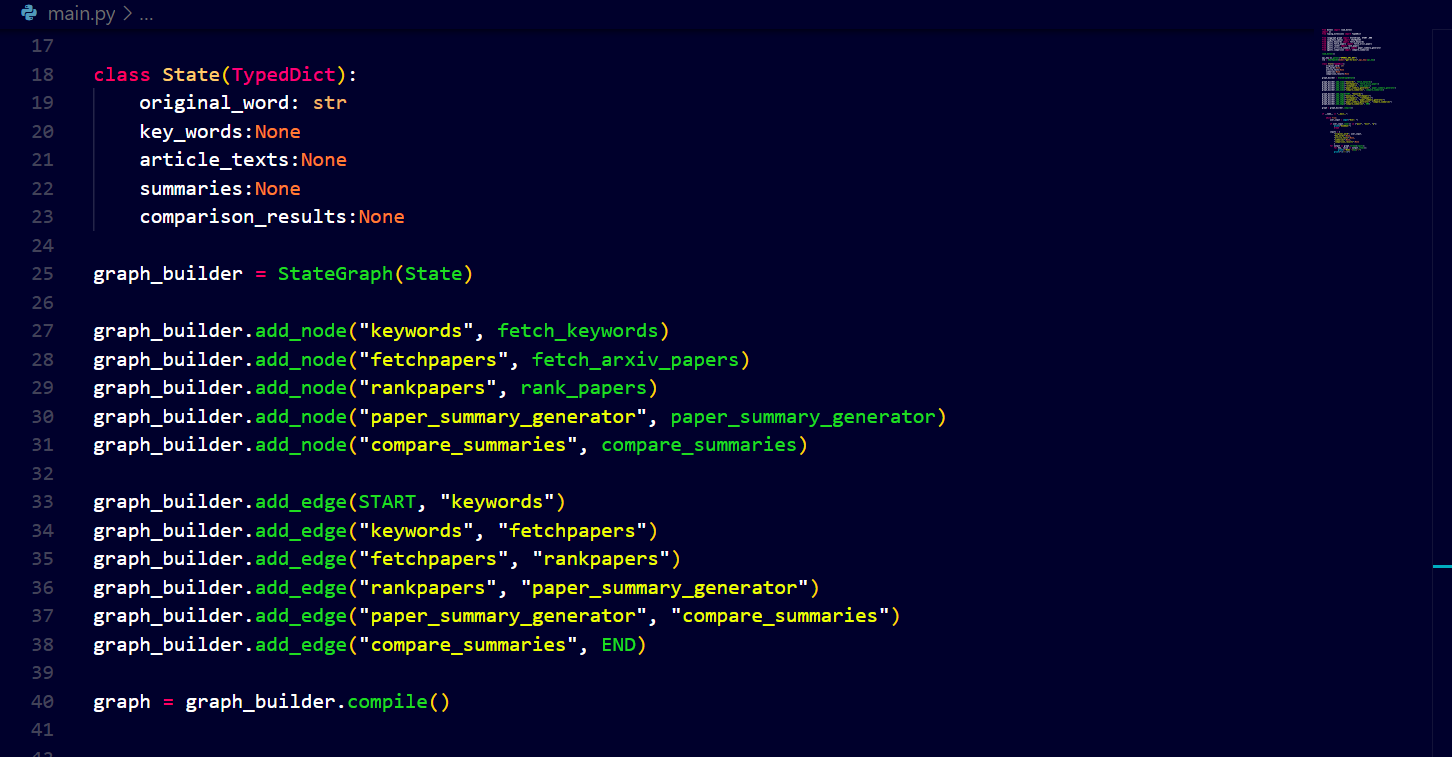 main.py > ...
17
18 class State(TypedDict):
19     original_word: str
20     key_words:None
21     article_texts:None
22     summaries:None
23     comparison_results:None
24
25 graph_builder = StateGraph(State)
26
27 graph_builder.add_node("keywords", fetch_keywords)
28 graph_builder.add_node("fetchpapers", fetch_arxiv_papers)
29 graph_builder.add_node("rankpapers", rank_papers)
30 graph_builder.add_node("paper_summary_generator", paper_summary_generator)
31 graph_builder.add_node("compare_summaries", compare_summaries)
32
33 graph_builder.add_edge(START, "keywords")
34 graph_builder.add_edge("keywords", "fetchpapers")
35 graph_builder.add_edge("fetchpapers", "rankpapers")
36 graph_builder.add_edge("rankpapers", "paper_summary_generator")
37 graph_builder.add_edge("paper_summary_generator", "compare_summaries")
38 graph_builder.add_edge("compare_summaries", END)
39
40 graph = graph_builder.compile()
41